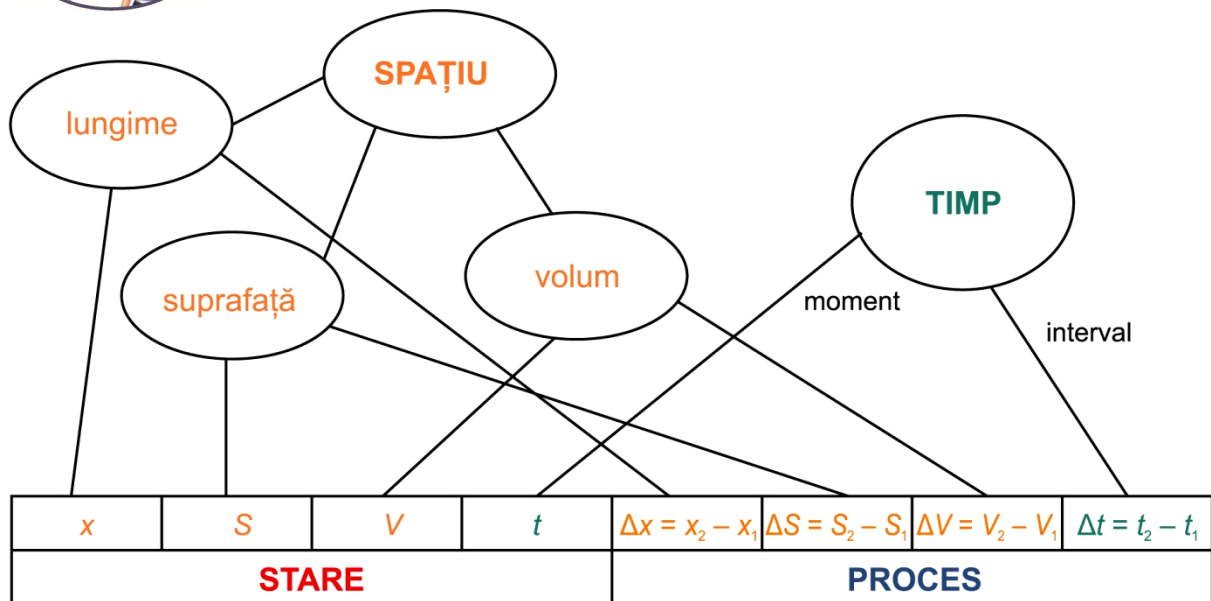 SPAȚIU
lungime
TIMP
suprafață
volum
moment
interval
x S V t Δx = x₂ – x₁ ΔS = S₂ – S₁ ΔV = V₂ – V₁ Δt = t₂ – t₁
STARE PROCES